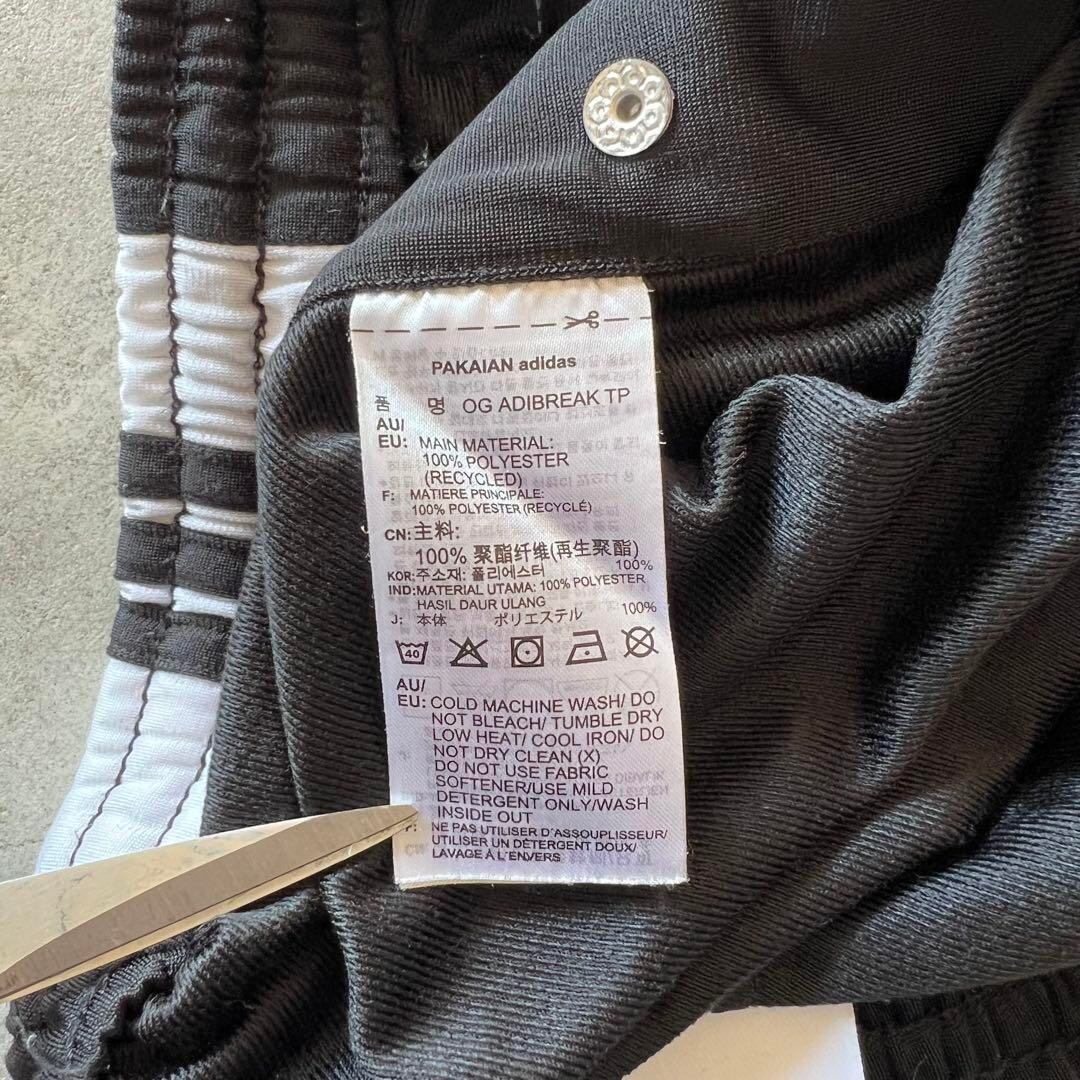 PAKAIAN adidas
품 명 OG ADIBREAK TP
AU/
EU: MAIN MATERIAL:
100% POLYESTER
(RECYCLED)
F: MATIERE PRINCIPALE:
100% POLYESTER (RECYCLÉ)
CN: 主料:
100% 聚酯纤维(再生聚酯)
KOR: 주소재: 폴리에스터 100%
IND: MATERIAL UTAMA: 100% POLYESTER
HASIL DAUR ULANG
J: 本体 ポリエステル 100%
40
AU/
EU: COLD MACHINE WASH/ DO
NOT BLEACH/ TUMBLE DRY
LOW HEAT/ COOL IRON/ DO
NOT DRY CLEAN (X)
DO NOT USE FABRIC
SOFTENER/USE MILD
DETERGENT ONLY/WASH
INSIDE OUT
F: NE PAS UTILISER D'ASSOUPLISSEUR/
UTILISER UN DÉTERGENT DOUX/
LAVAGE À L'ENVERS